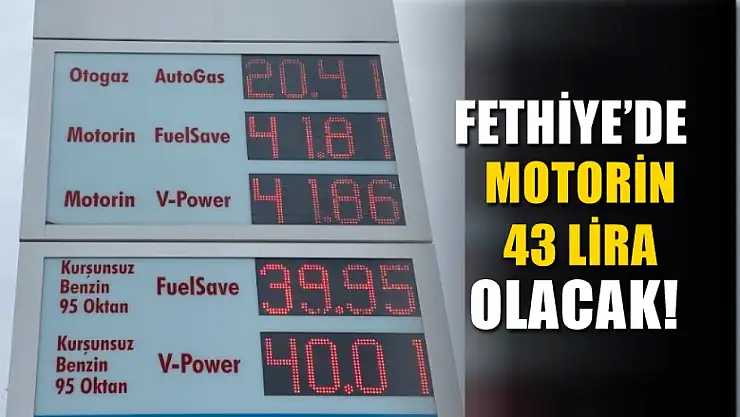 Otogaz AutoGas 20.41
Motorin FuelSave 41.81
Motorin V-Power 41.86
Kurşunsuz
Benzin FuelSave 39.95
95 Oktan
Kurşunsuz
Benzin V-Power 40.01
95 Oktan
FETHİYE’DE
MOTORİN
43 LİRA
OLACAK!